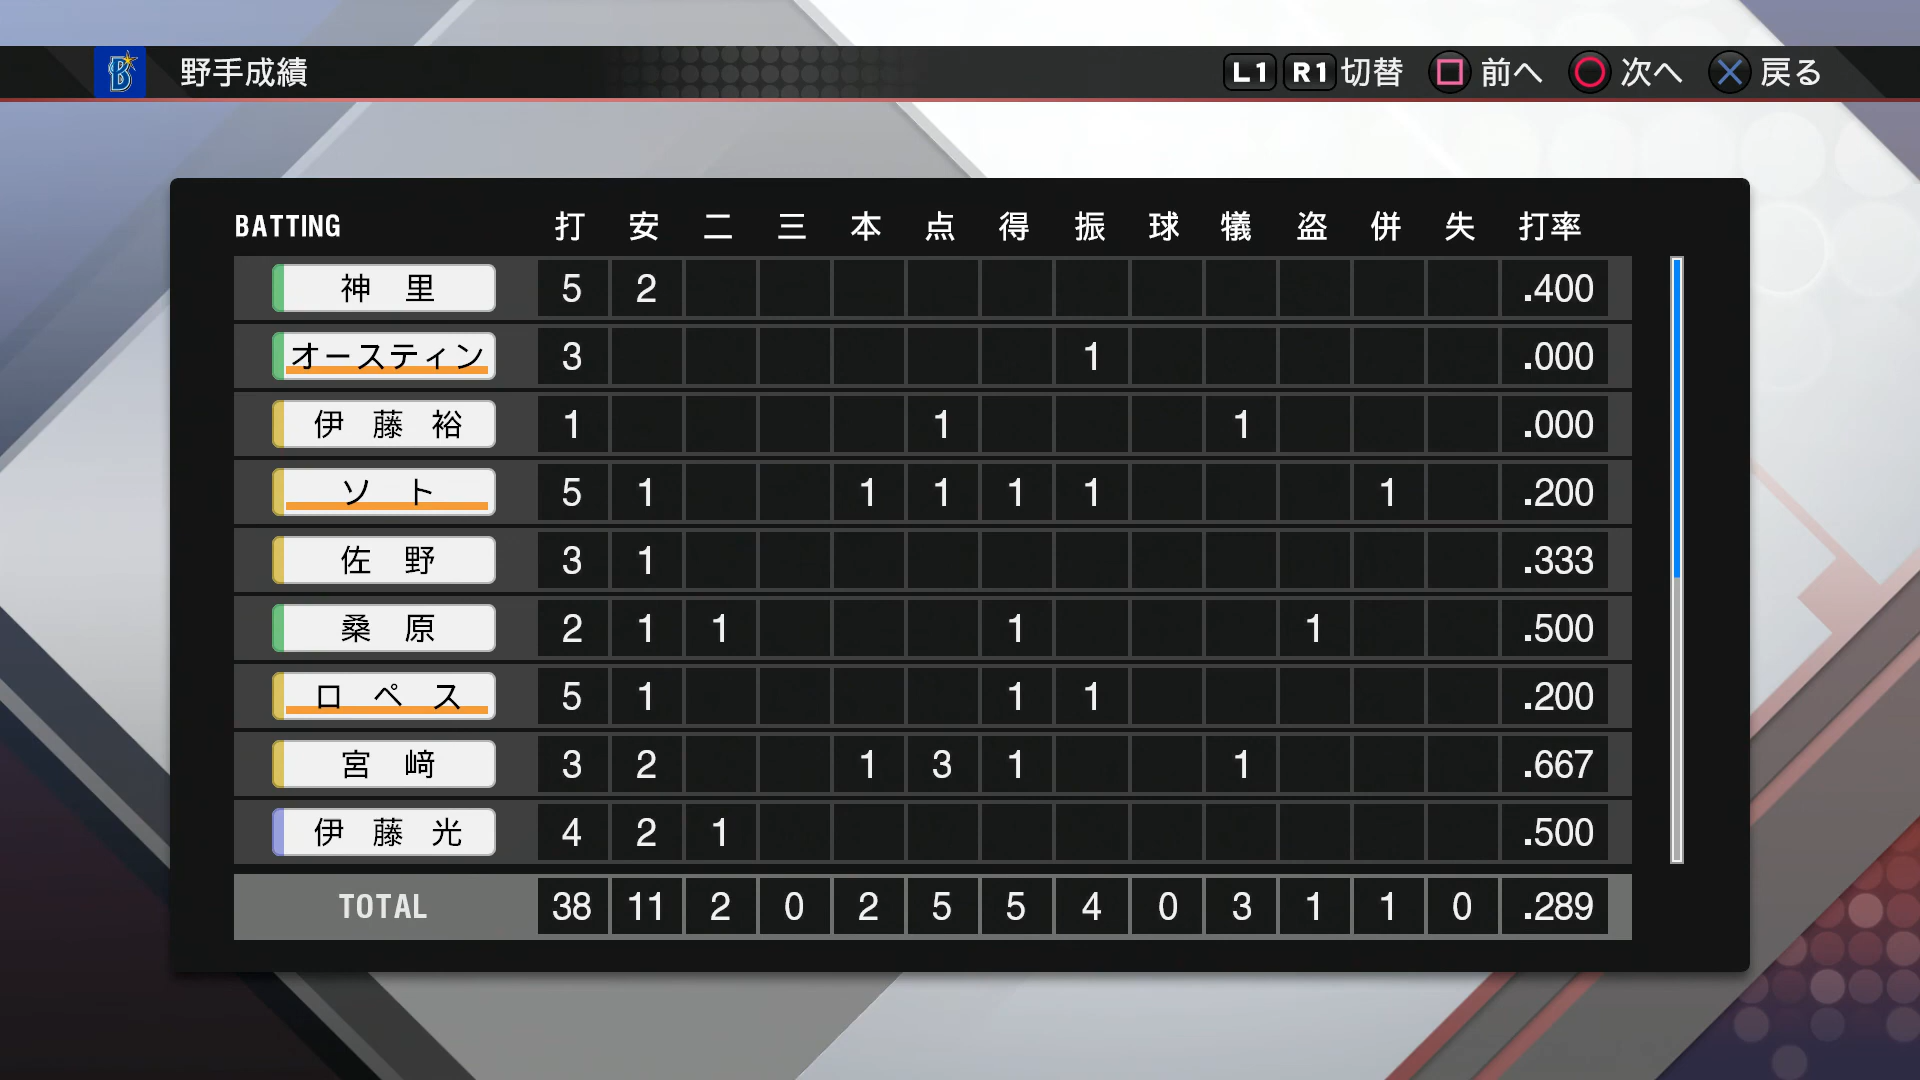 野手成績 L1 R1 切替 前へ 次へ 戻る
BATTING 打 安 二 三 本 点 得 振 球 犠 盗 併 失 打率
神里 5 2 .400
オースティン 3 1 .000
伊藤裕 1 1 1 .000
ソト 5 1 1 1 1 1 1 .200
佐野 3 1 .333
桑原 2 1 1 1 1 .500
ロペス 5 1 1 1 .200
宮﨑 3 2 1 3 1 1 .667
伊藤光 4 2 1 .500
TOTAL 38 11 2 0 2 5 5 4 0 3 1 1 0 .289